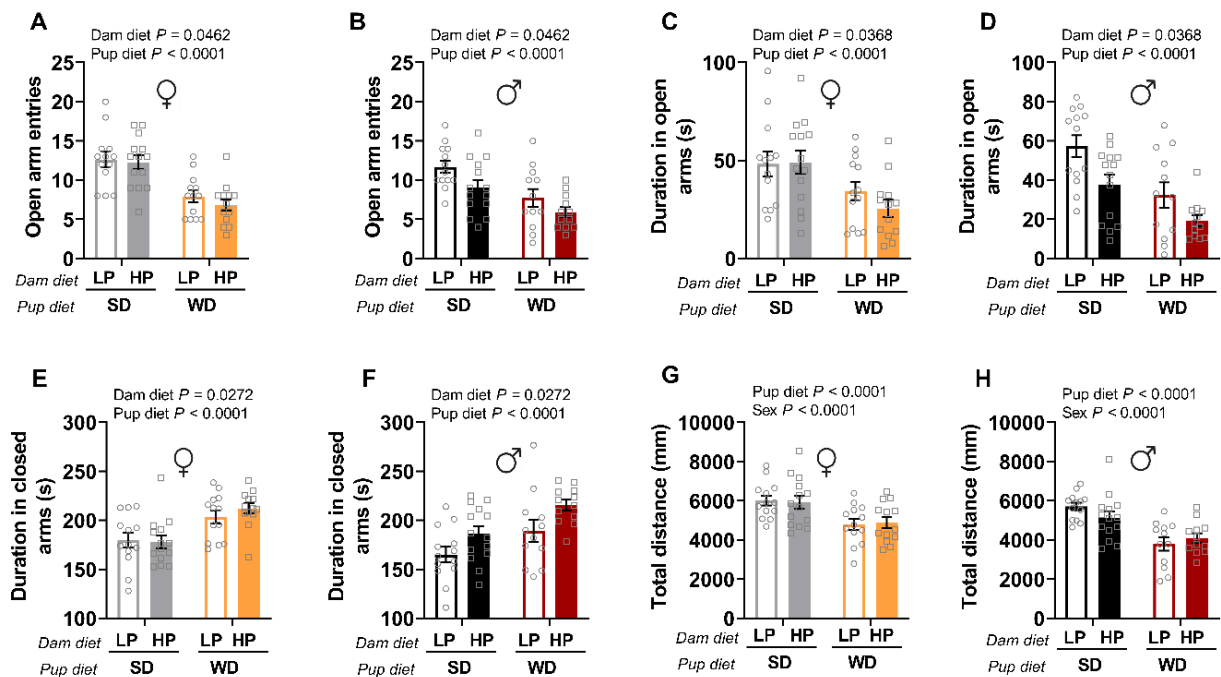 A
Dam diet P = 0.0462
Pup diet P < 0.0001
Open arm entries
25
20
15
10
5
0
♀
Dam diet LP HP LP HP
Pup diet SD WD
B
Dam diet P = 0.0462
Pup diet P < 0.0001
Open arm entries
25
20
15
10
5
0
♂
Dam diet LP HP LP HP
Pup diet SD WD
C
Dam diet P = 0.0368
Pup diet P < 0.0001
Duration in open
arms (s)
100
50
0
♀
Dam diet LP HP LP HP
Pup diet SD WD
D
Dam diet P = 0.0368
Pup diet P < 0.0001
Duration in open
arms (s)
100
80
60
40
20
0
♂
Dam diet LP HP LP HP
Pup diet SD WD
E
Dam diet P = 0.0272
Pup diet P < 0.0001
Duration in closed
arms (s)
300
250
200
150
100
♀
Dam diet LP HP LP HP
Pup diet SD WD
F
Dam diet P = 0.0272
Pup diet P < 0.0001
Duration in closed
arms (s)
300
250
200
150
100
♂
Dam diet LP HP LP HP
Pup diet SD WD
G
Pup diet P < 0.0001
Sex P < 0.0001
Total distance (mm)
10000
8000
6000
4000
2000
0
♀
Dam diet LP HP LP HP
Pup diet SD WD
H
Pup diet P < 0.0001
Sex P < 0.0001
Total distance (mm)
10000
8000
6000
4000
2000
0
♂
Dam diet LP HP LP HP
Pup diet SD WD